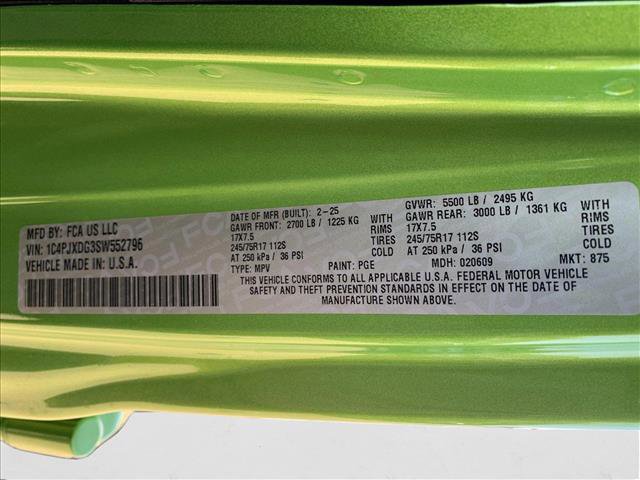 MFD BY: FCA US LLC
VIN: 1C4PJXDG3SW552796
VEHICLE MADE IN: U.S.A.
DATE OF MFR (BUILT): 2-25
GAWR FRONT: 2700 LB / 1225 KG WITH
17X7.5 RIMS
245/75R17 112S TIRES
AT 250 kPa / 36 PSI COLD
GVWR: 5500 LB / 2495 KG
GAWR REAR: 3000 LB / 1361 KG WITH
17X7.5 RIMS
245/75R17 112S TIRES
AT 250 kPa / 36 PSI COLD
TYPE: MPV PAINT: PGE MDH: 020609 MKT: 875
THIS VEHICLE CONFORMS TO ALL APPLICABLE U.S.A. FEDERAL MOTOR VEHICLE
SAFETY AND THEFT PREVENTION STANDARDS IN EFFECT ON THE DATE OF
MANUFACTURE SHOWN ABOVE.